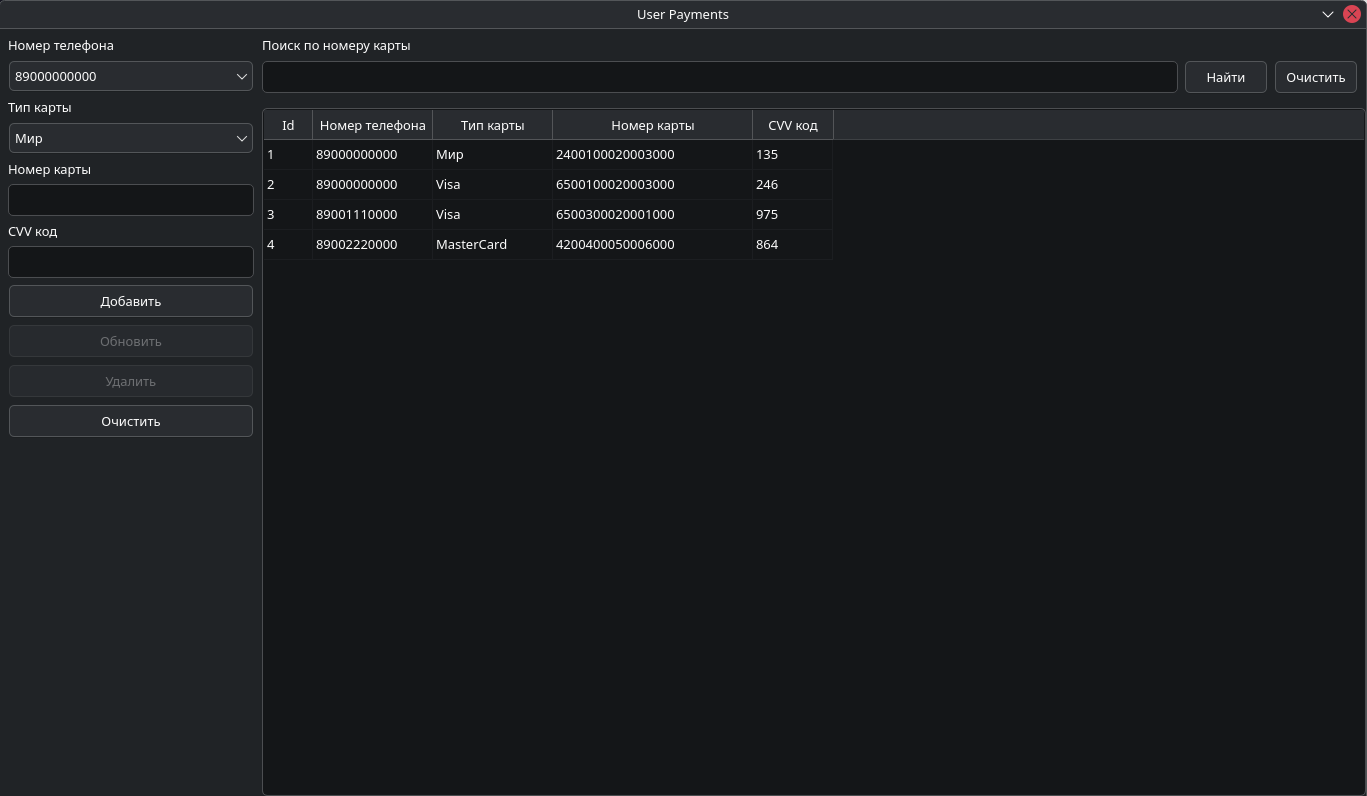 User Payments
Номер телефона
89000000000
Тип карты
Мир
Номер карты
CVV код
Добавить
Обновить
Удалить
Очистить
Поиск по номеру карты
Найти Очистить
Id Номер телефона Тип карты Номер карты CVV код
1 89000000000 Мир 2400100020003000 135
2 89000000000 Visa 6500100020003000 246
3 89001110000 Visa 6500300020001000 975
4 89002220000 MasterCard 4200400050006000 864